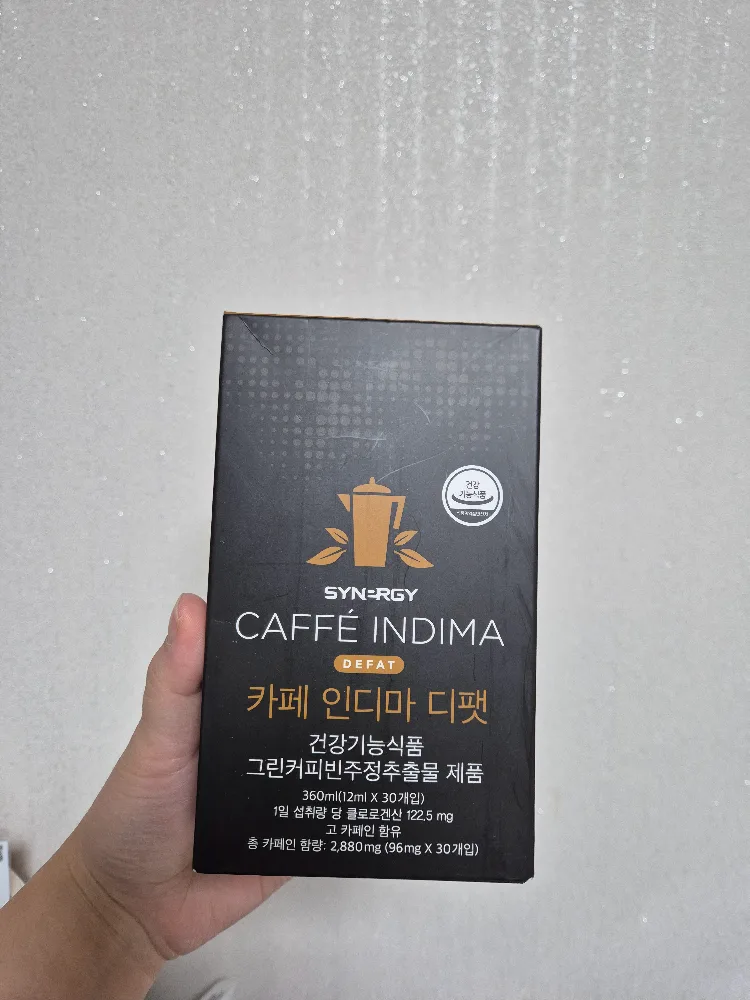 건강
기능식품
SYNERGY
CAFFÉ INDIMA
DEFAT
카페 인디마 디팻
건강기능식품
그린커피빈주정추출물 제품
360ml(12ml X 30개입)
1일 섭취량 당 클로로겐산 122.5 mg
고 카페인 함유
총 카페인 함량: 2,880mg (96mg X 30개입)